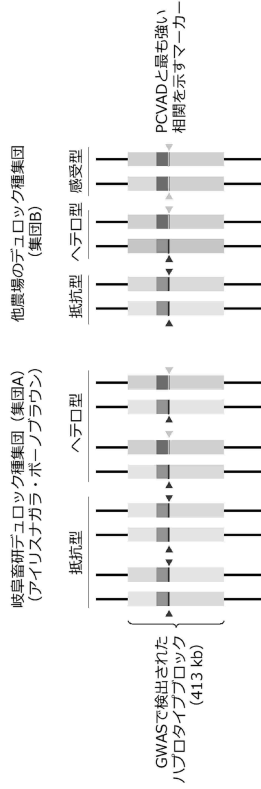 岐阜畜研デュロック種集団（集団A）
（アイリスナガラ・ボーノブラウン）
抵抗型
ヘテロ型
他農場のデュロック種集団
（集団B）
抵抗型
ヘテロ型
感受型
GWASで検出された
ハプロタイプブロック
（413 kb）
PCVADと最も強い
相関を示すマーカー